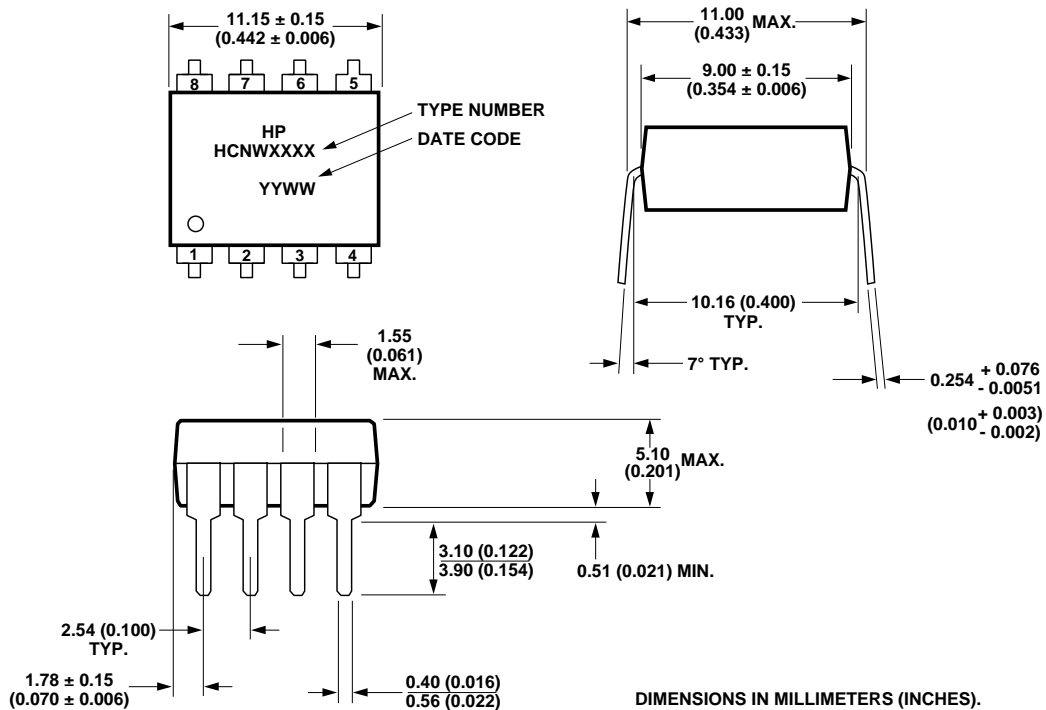 11.15 ± 0.15
(0.442 ± 0.006)
8 7 6 5
HP
HCNWXXXX
YYWW
1 2 3 4
TYPE NUMBER
DATE CODE
11.00
(0.433) MAX.
9.00 ± 0.15
(0.354 ± 0.006)
10.16 (0.400)
TYP.
7° TYP.
0.254 + 0.076
- 0.0051
(0.010 + 0.003)
- 0.002)
1.55
(0.061)
MAX.
5.10
(0.201) MAX.
3.10 (0.122)
3.90 (0.154)
0.51 (0.021) MIN.
2.54 (0.100)
TYP.
1.78 ± 0.15
(0.070 ± 0.006)
0.40 (0.016)
0.56 (0.022)
DIMENSIONS IN MILLIMETERS (INCHES).